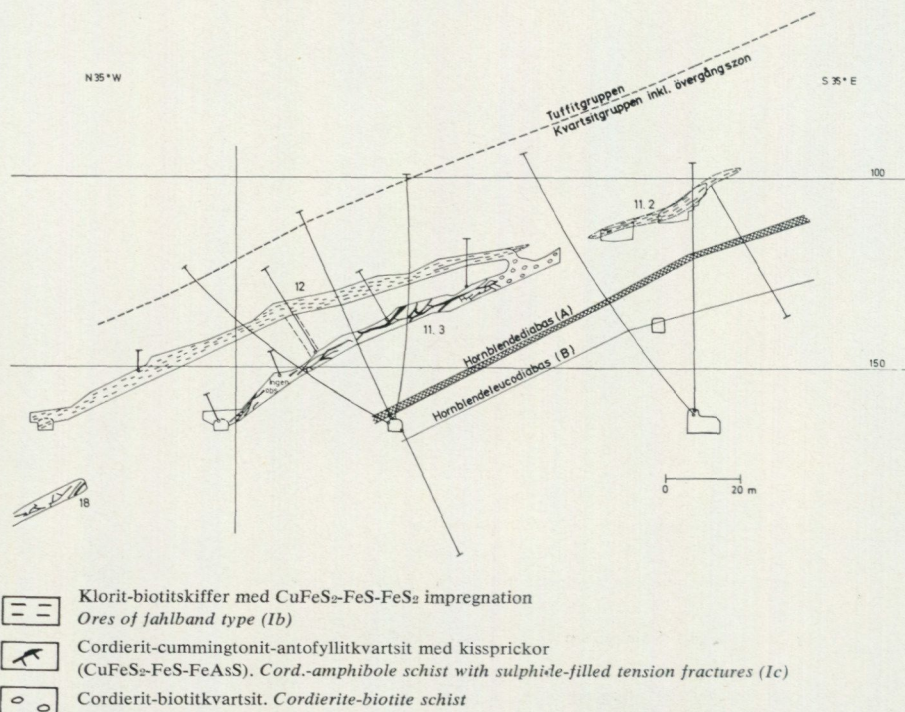 N 35° W
S 35° E
Tuffitgruppen
Kvartsitgruppen inkl. övergångszon
100
11. 2
12
11. 3
Hornblendediabas (A)
150
Ingen obs.
Hornblendeleucodiabas (B)
18
0 20 m
Klorit-biotitskiffer med CuFeS₂-FeS-FeS₂ impregnation
Ores of fahlband type (Ib)
Cordierit-cummingtonit-antofyllitkvartsit med kissprickor
(CuFeS₂-FeS-FeAsS). Cord.-amphibole schist with sulphide-filled tension fractures (Ic)
Cordierit-biotitkvartsit. Cordierite-biotite schist